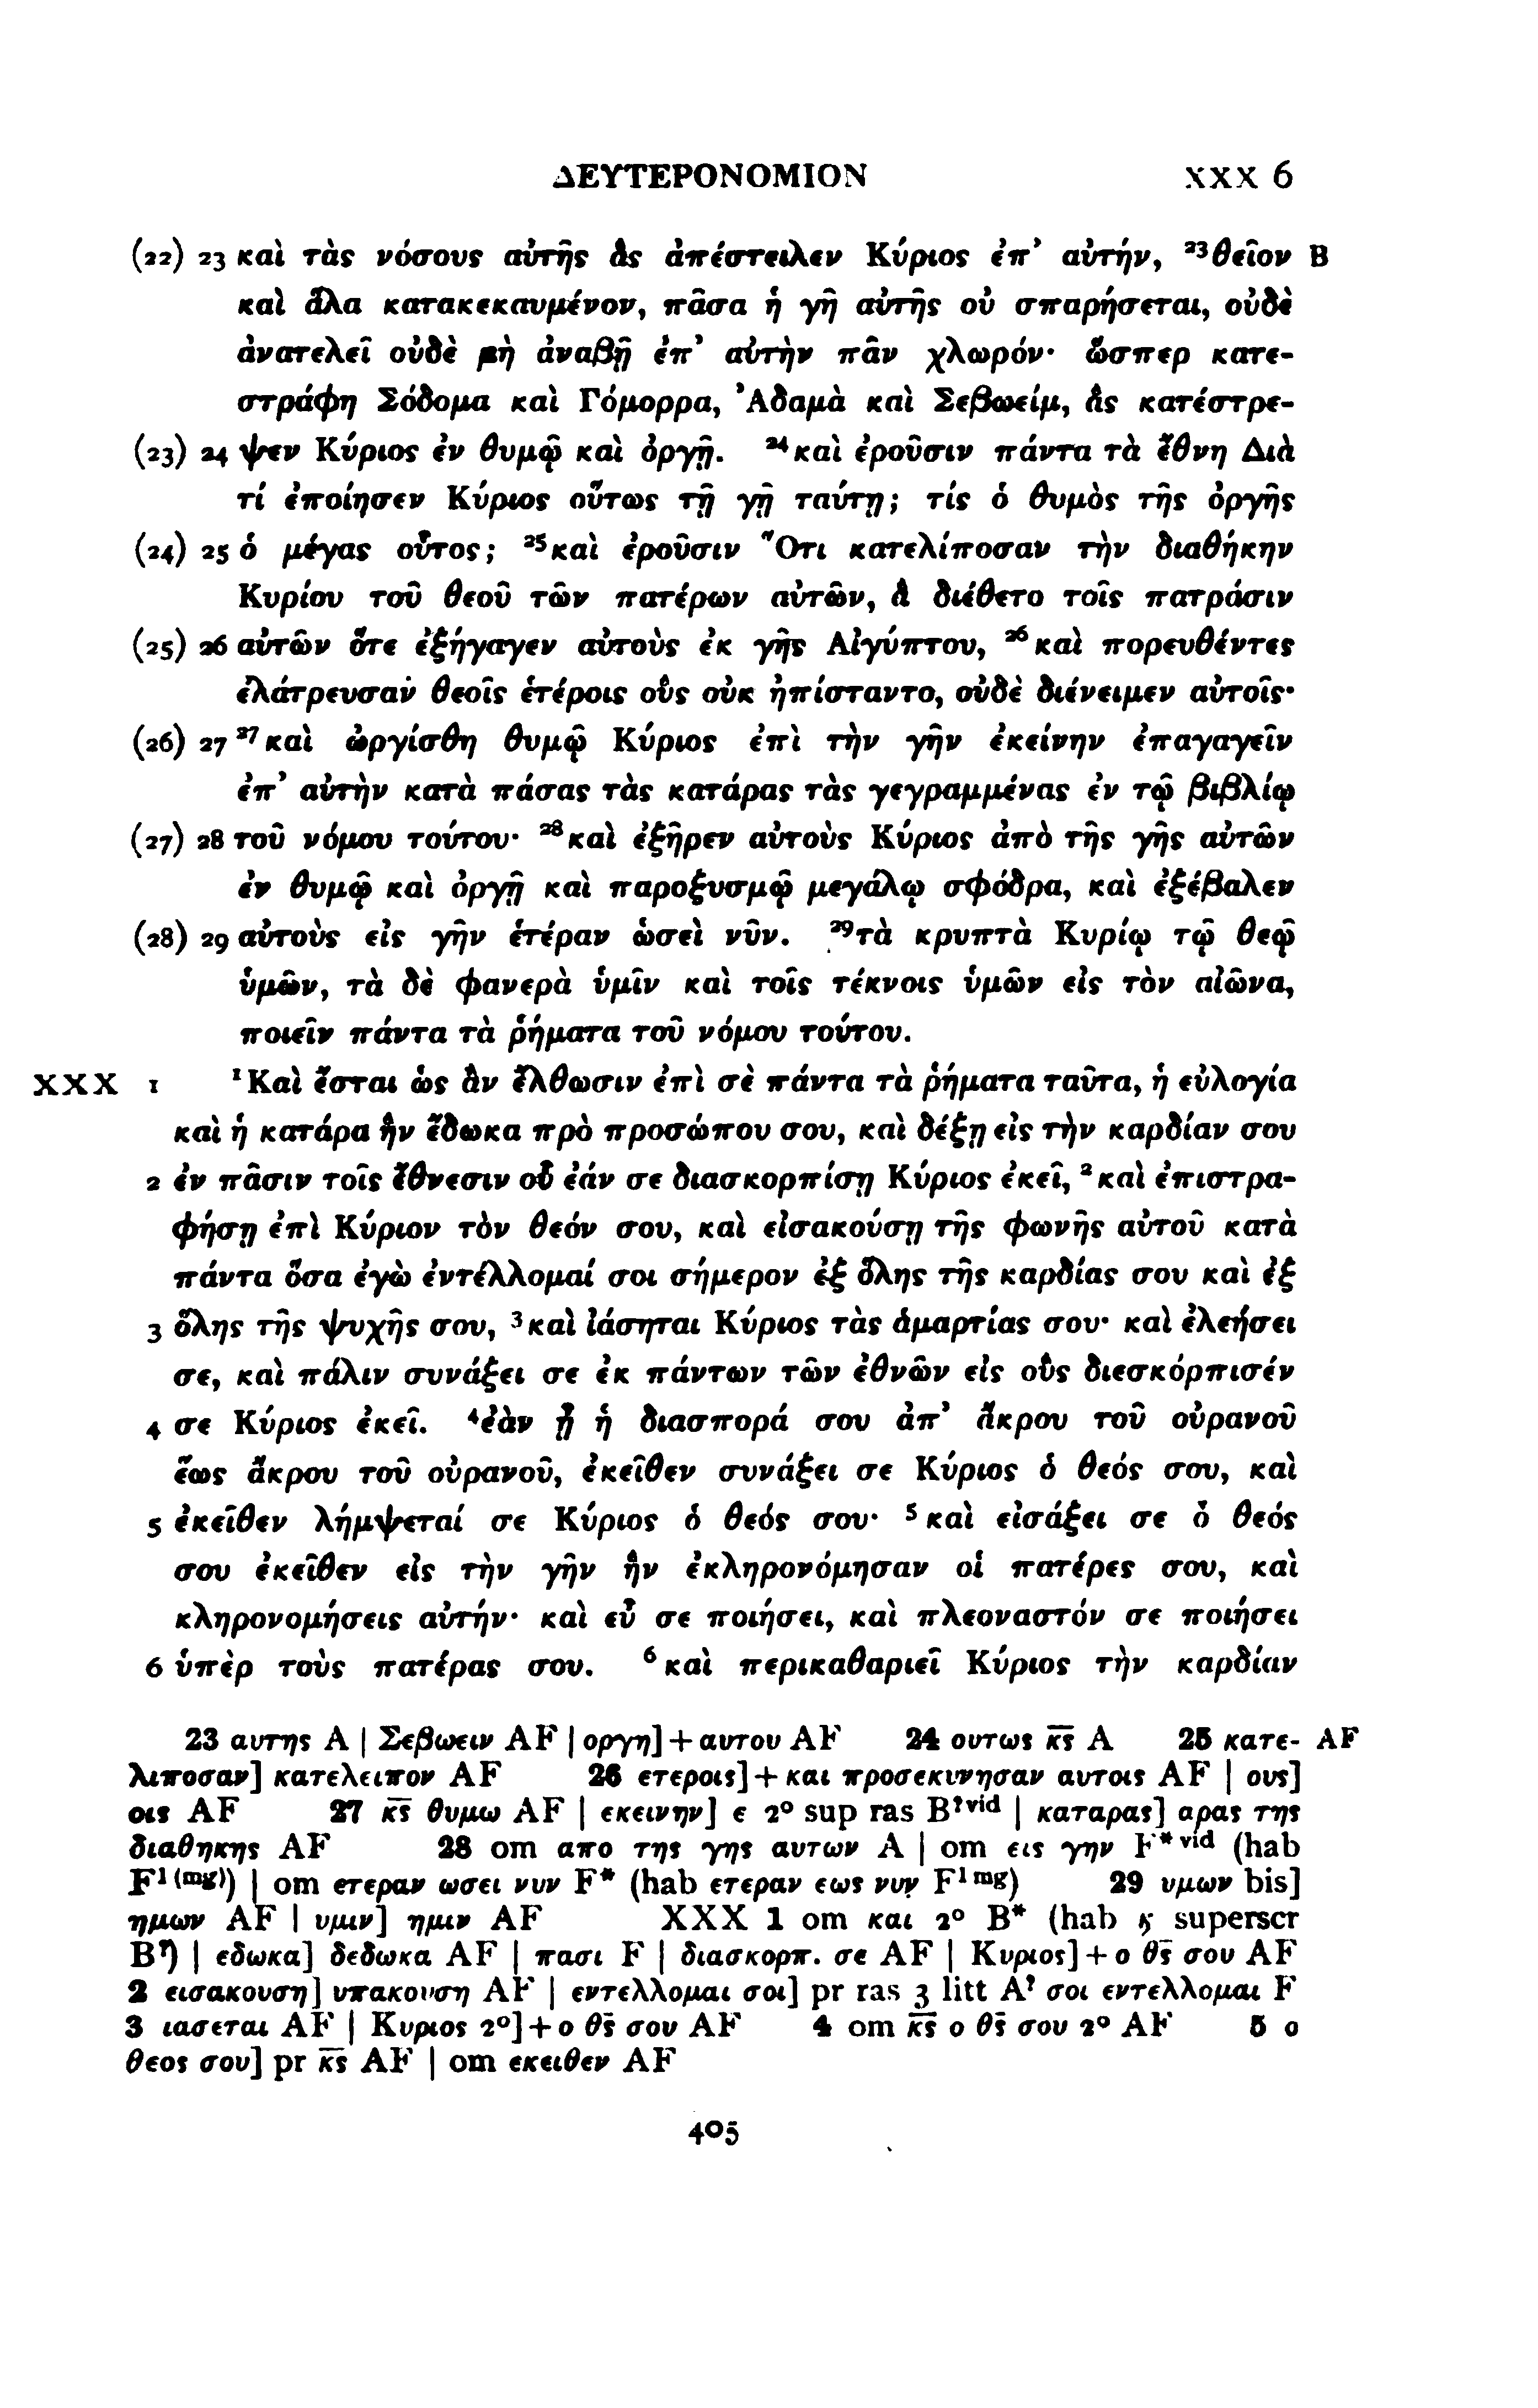 ΔΕΥΤΕΡΟΝΟΜΙΟΝ XXX 6
(22) 23 καὶ τὰς νόσους αὐτῆς ἃς ἀπέστειλεν Κύριος ἐπ’ αὐτήν, ²³θεῖον B
καὶ ἅλα κατακεκαυμένον, πᾶσα ἡ γῆ αὐτῆς οὐ σπαρήσεται, οὐδὲ
ἀνατελεῖ οὐδὲ μὴ ἀναβῇ ἐπ’ αὐτὴν πᾶν χλωρόν· ὥσπερ κατε-
στράφη Σόδομα καὶ Γόμορρα, Ἀδαμὰ καὶ Σεβωείμ, ἃς κατέστρε-
(23) 24 ψεν Κύριος ἐν θυμῷ καὶ ὀργῇ. ²⁴καὶ ἐροῦσιν πάντα τὰ ἔθνη Διὰ
τί ἐποίησεν Κύριος οὕτως τῇ γῇ ταύτῃ; τίς ὁ θυμὸς τῆς ὀργῆς
(24) 25 ὁ μέγας οὗτος; ²⁵καὶ ἐροῦσιν Ὅτι κατελίποσαν τὴν διαθήκην
Κυρίου τοῦ θεοῦ τῶν πατέρων αὐτῶν, ἃ διέθετο τοῖς πατράσιν
(25) 26 αὐτῶν ὅτε ἐξήγαγεν αὐτοὺς ἐκ γῆς Αἰγύπτου, ²⁶καὶ πορευθέντες
ἐλάτρευσαν θεοῖς ἑτέροις οὓς οὐκ ἠπίσταντο, οὐδὲ διένειμεν αὐτοῖς·
(26) 27 ²⁷καὶ ὠργίσθη θυμῷ Κύριος ἐπὶ τὴν γῆν ἐκείνην ἐπαγαγεῖν
ἐπ’ αὐτὴν κατὰ πάσας τὰς κατάρας τὰς γεγραμμένας ἐν τῷ βιβλίῳ
(27) 28 τοῦ νόμου τούτου· ²⁸καὶ ἐξῆρεν αὐτοὺς Κύριος ἀπὸ τῆς γῆς αὐτῶν
ἐν θυμῷ καὶ ὀργῇ καὶ παροξυσμῷ μεγάλῳ σφόδρα, καὶ ἐξέβαλεν
(28) 29 αὐτοὺς εἰς γῆν ἑτέραν ὡσεὶ νῦν. ²⁹τὰ κρυπτὰ Κυρίῳ τῷ θεῷ
ὑμῶν, τὰ δὲ φανερὰ ὑμῖν καὶ τοῖς τέκνοις ὑμῶν εἰς τὸν αἰῶνα,
ποιεῖν πάντα τὰ ῥήματα τοῦ νόμου τούτου.
XXX 1 ¹Καὶ ἔσται ὡς ἂν ἔλθωσιν ἐπὶ σὲ πάντα τὰ ῥήματα ταῦτα, ἡ εὐλογία
καὶ ἡ κατάρα ἣν ἔδωκα πρὸ προσώπου σου, καὶ δέξῃ εἰς τὴν καρδίαν σου
2 ἐν πᾶσιν τοῖς ἔθνεσιν οὗ ἐάν σε διασκορπίσῃ Κύριος ἐκεῖ, ²καὶ ἐπιστρα-
φήσῃ ἐπὶ Κύριον τὸν θεόν σου, καὶ εἰσακούσῃ τῆς φωνῆς αὐτοῦ κατὰ
πάντα ὅσα ἐγὼ ἐντέλλομαί σοι σήμερον ἐξ ὅλης τῆς καρδίας σου καὶ ἐξ
3 ὅλης τῆς ψυχῆς σου, ³καὶ ἰάσηται Κύριος τὰς ἁμαρτίας σου· καὶ ἐλεήσει
σε, καὶ πάλιν συνάξει σε ἐκ πάντων τῶν ἐθνῶν εἰς οὓς διεσκόρπισέν
4 σε Κύριος ἐκεῖ. ⁴ἐὰν ᾖ ἡ διασπορά σου ἀπ’ ἄκρου τοῦ οὐρανοῦ
ἕως ἄκρου τοῦ οὐρανοῦ, ἐκεῖθεν συνάξει σε Κύριος ὁ θεός σου, καὶ
5 ἐκεῖθεν λήμψεταί σε Κύριος ὁ θεός σου· ⁵καὶ εἰσάξει σε ὁ θεός
σου ἐκεῖθεν εἰς τὴν γῆν ἣν ἐκληρονόμησαν οἱ πατέρες σου, καὶ
κληρονομήσεις αὐτήν· καὶ εὖ σε ποιήσει, καὶ πλεοναστόν σε ποιήσει
6 ὑπὲρ τοὺς πατέρας σου. ⁶καὶ περικαθαριεῖ Κύριος τὴν καρδίαν
23 αυτης A | Σεβωειν AF | οργη]+αυτου AF 24 ουτως κ̅ς̅ A 25 κατε- AF
λιποσαν] κατελειπον AF 26 ετεροις]+και προσεκυνησαν αυτοις AF | ους]
οις AF 27 κ̅ς̅ θυμω AF | εκεινην] ε 2° sup ras B?vid | καταρας] αρας της
διαθηκης AF 28 om απο της γης αυτων A | om εις γην F*vid (hab
F1(mg)) | om ετεραν ωσει νυν F* (hab ετεραν εως νυν F1mg) 29 υμων bis]
ημων AF | υμιν] ημιν AF XXX 1 om και 2° B* (hab ϗ superscr
B?) | εδωκα] δεδωκα AF | πασι F | διασκορπ. σε AF | Κυριος]+ο θ̅ς̅ σου AF
2 εισακουση] υπακουση AF | εντελλομαι σοι] pr ras 3 litt A? σοι εντελλομαι F
3 ιασεται AF | Κυριος 2°]+ο θ̅ς̅ σου AF 4 om κ̅ς̅ ο θ̅ς̅ σου 2° AF 5 ο
θεος σου] pr κ̅ς̅ AF | om εκειθεν AF
405